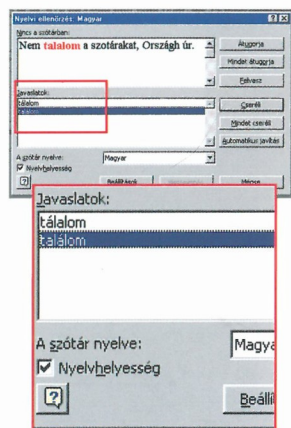 Nyelvi ellenőrzés: Magyar
Nincs a szótárban:
Nem talalom a szótárakat, Országh úr.
Átugorja
Mindet átugorja
Felvesz
Javaslatok:
tálalom
találom
Cseréli
Mindet cseréli
Automatikus javítás
A szótár nyelve:
Magyar
Nyelvhelyesség
Beállítások
Mégse
Javaslatok:
tálalom
találom
A szótár nyelve:
Magya
Nyelvhelyesség
Beállí